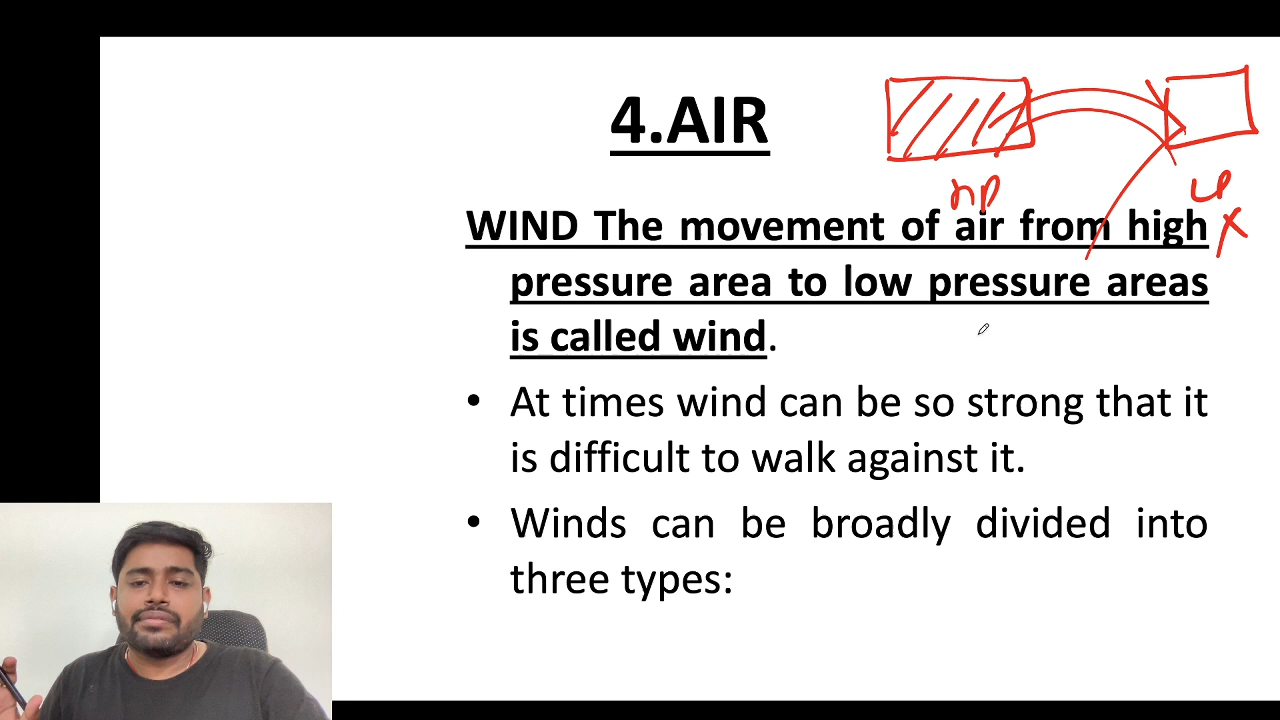 4.AIR
HP
LP
WIND The movement of air from high
pressure area to low pressure areas
is called wind.
• At times wind can be so strong that it
is difficult to walk against it.
• Winds can be broadly divided into
three types: